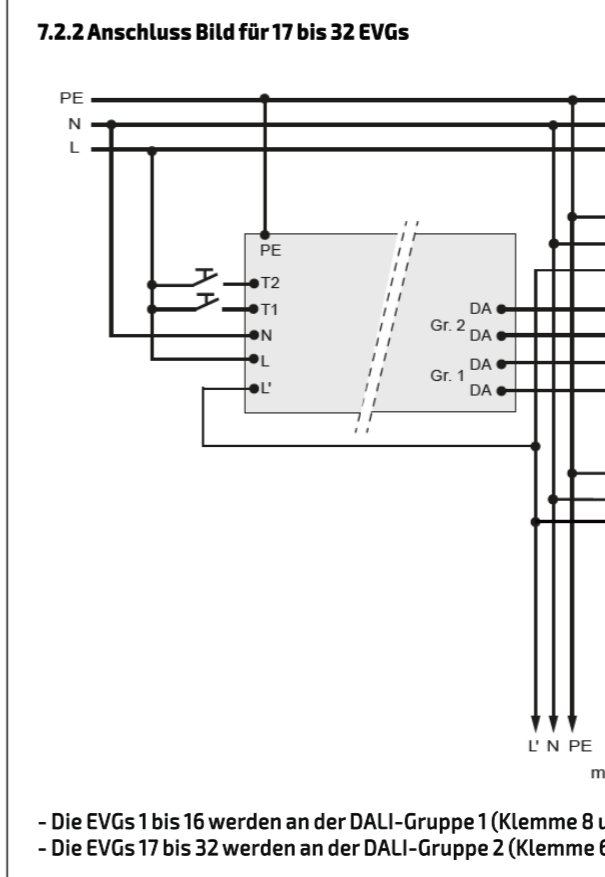 7.2.2 Anschluss Bild für 17 bis 32 EVGs
PE
N
L
PE
T2
T1
N
L
L'
DA
Gr. 2
DA
DA
Gr. 1
DA
L' N PE
- Die EVGs 1 bis 16 werden an der DALI-Gruppe 1 (Klemme 8
- Die EVGs 17 bis 32 werden an der DALI-Gruppe 2 (Klemme